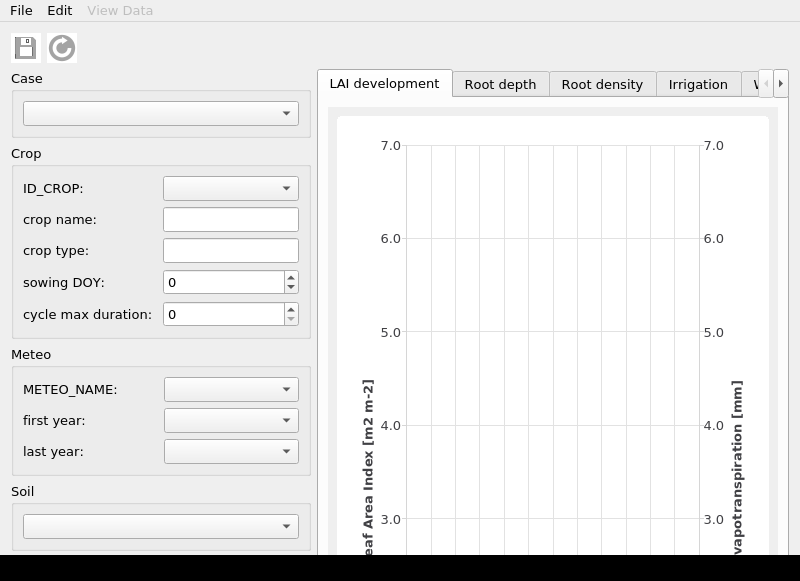 File Edit View Data
Case
Crop
ID_CROP:
crop name:
crop type:
sowing DOY: 0
cycle max duration: 0
Meteo
METEO_NAME:
first year:
last year:
Soil
LAI development Root depth Root density Irrigation
7.0 7.0
6.0 6.0
5.0 5.0
4.0 4.0
3.0 3.0
eaf Area Index [m2 m-2]
vapotranspiration [mm]